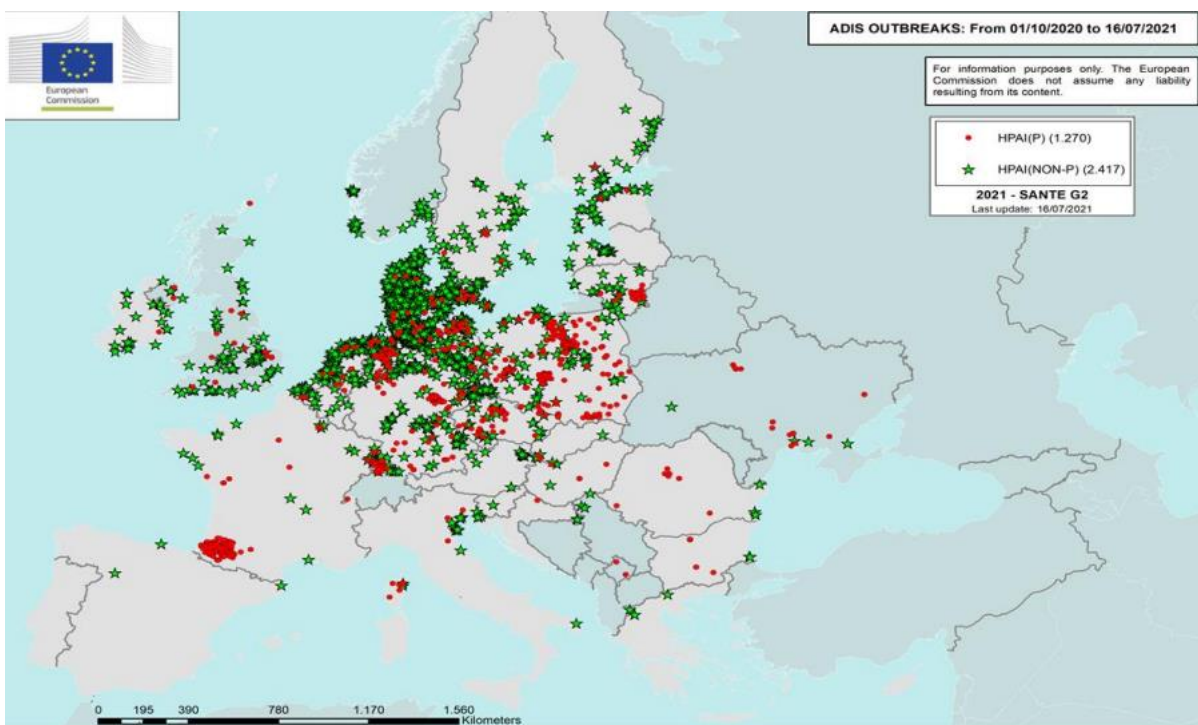 European
Commission
ADIS OUTBREAKS: From 01/10/2020 to 16/07/2021
For information purposes only. The European
Commission does not assume any liability
resulting from its content.
HPAI(P) (1.270)
HPAI(NON-P) (2.417)
2021 - SANTE G2
Last update: 16/07/2021
0 195 390 780 1.170 1.560
Kilometers